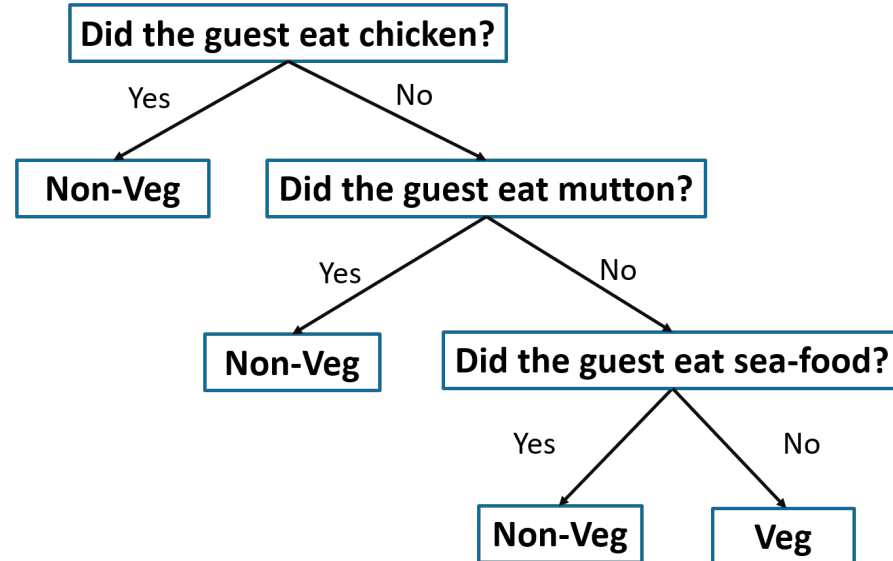 Did the guest eat chicken?
Yes
No
Non-Veg
Did the guest eat mutton?
Yes
No
Non-Veg
Did the guest eat sea-food?
Yes
No
Non-Veg
Veg